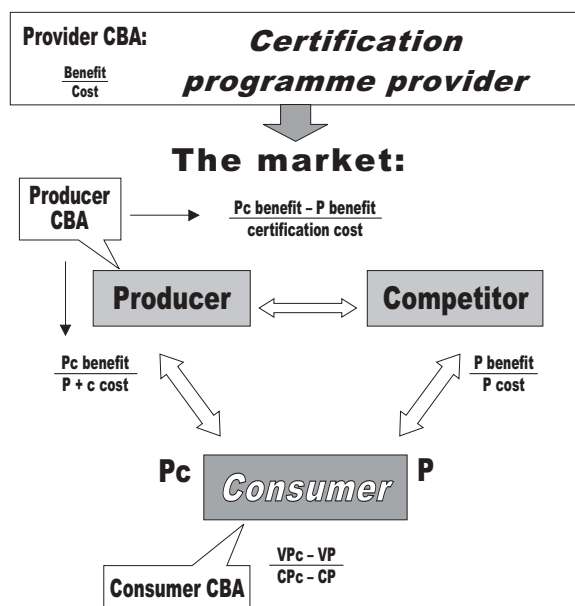 Provider CBA:
Benefit
Cost
Certification
programme provider
The market:
Producer
CBA
Pc benefit – P benefit
certification cost
Producer
Competitor
Pc benefit
P + c cost
P benefit
P cost
Pc
Consumer
P
Consumer CBA
VPc – VP
CPc – CP